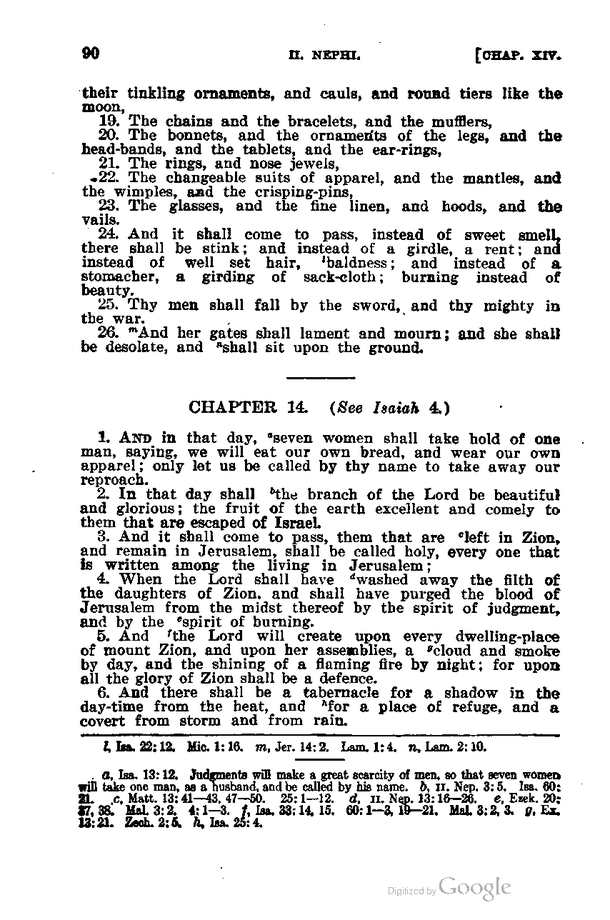 90 II. NEPHI. [CHAP. XIV.
their tinkling ornaments, and cauls, and round tiers like the
moon,
19. The chains and the bracelets, and the mufflers,
20. The bonnets, and the ornaments of the legs, and the
head-bands, and the tablets, and the ear-rings,
21. The rings, and nose jewels,
22. The changeable suits of apparel, and the mantles, and
the wimples, and the crisping-pins,
23. The glasses, and the fine linen, and hoods, and the
vails.
24. And it shall come to pass, instead of sweet smell,
there shall be stink; and instead of a girdle, a rent; and
instead of well set hair, ˡbaldness; and instead of a
stomacher, a girding of sack-cloth; burning instead of
beauty.
25. Thy men shall fall by the sword, and thy mighty in
the war.
26. ᵐAnd her gates shall lament and mourn; and she shall
be desolate, and ⁿshall sit upon the ground.
CHAPTER 14. (See Isaiah 4.)
1. AND in that day, ᵃseven women shall take hold of one
man, saying, we will eat our own bread, and wear our own
apparel; only let us be called by thy name to take away our
reproach.
2. In that day shall ᵇthe branch of the Lord be beautiful
and glorious; the fruit of the earth excellent and comely to
them that are escaped of Israel.
3. And it shall come to pass, them that are ᶜleft in Zion,
and remain in Jerusalem, shall be called holy, every one that
is written among the living in Jerusalem;
4. When the Lord shall have ᵈwashed away the filth of
the daughters of Zion, and shall have purged the blood of
Jerusalem from the midst thereof by the spirit of judgment,
and by the ᵉspirit of burning.
5. And ᶠthe Lord will create upon every dwelling-place
of mount Zion, and upon her assemblies, a ᵍcloud and smoke
by day, and the shining of a flaming fire by night; for upon
all the glory of Zion shall be a defence.
6. And there shall be a tabernacle for a shadow in the
day-time from the heat, and ʰfor a place of refuge, and a
covert from storm and from rain.
l, Isa. 22:12. Mic. 1:16. m, Jer. 14:2. Lam. 1:4. n, Lam. 2:10.
a, Isa. 13:12. Judgments will make a great scarcity of men, so that seven women
will take one man, as a husband, and be called by his name. b, II. Nep. 3:5. Isa. 60:
21. c, Matt. 13:41—43, 47—50. 25:1—12. d, II. Nep. 13:16—26. e, Ezek. 20:
37, 38. Mal. 3:2. 4:1—3. f, Isa. 33:14, 15. 60:1—3, 19—21. Mal. 3:2, 3. g, Ex.
13:21. Zech. 2:5. h, Isa. 25:4.
Digitized by Google